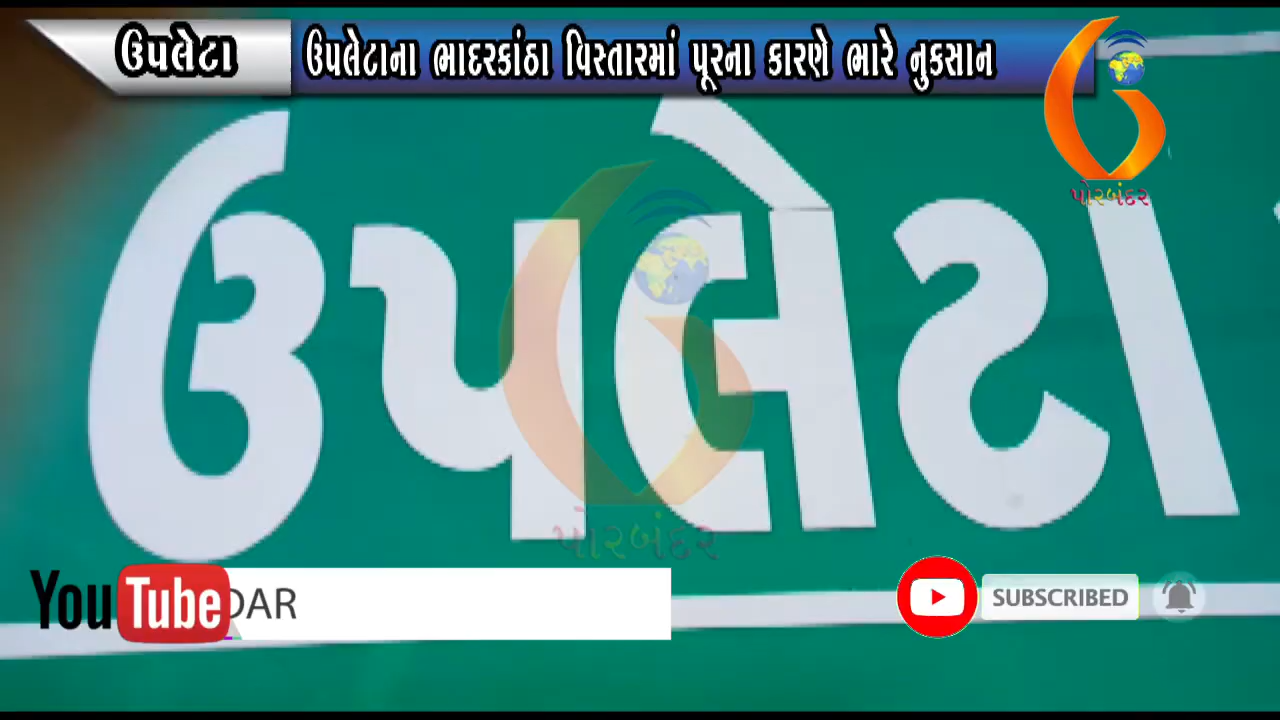 ઉપલેટા
ઉપલેટાના ભાદરકાંઠા વિસ્તારમાં પૂરના કારણે ભારે નુકસાન
પોરબંદર
ઉપલેટા
પોરબંદર
YouTube
DAR
SUBSCRIBED